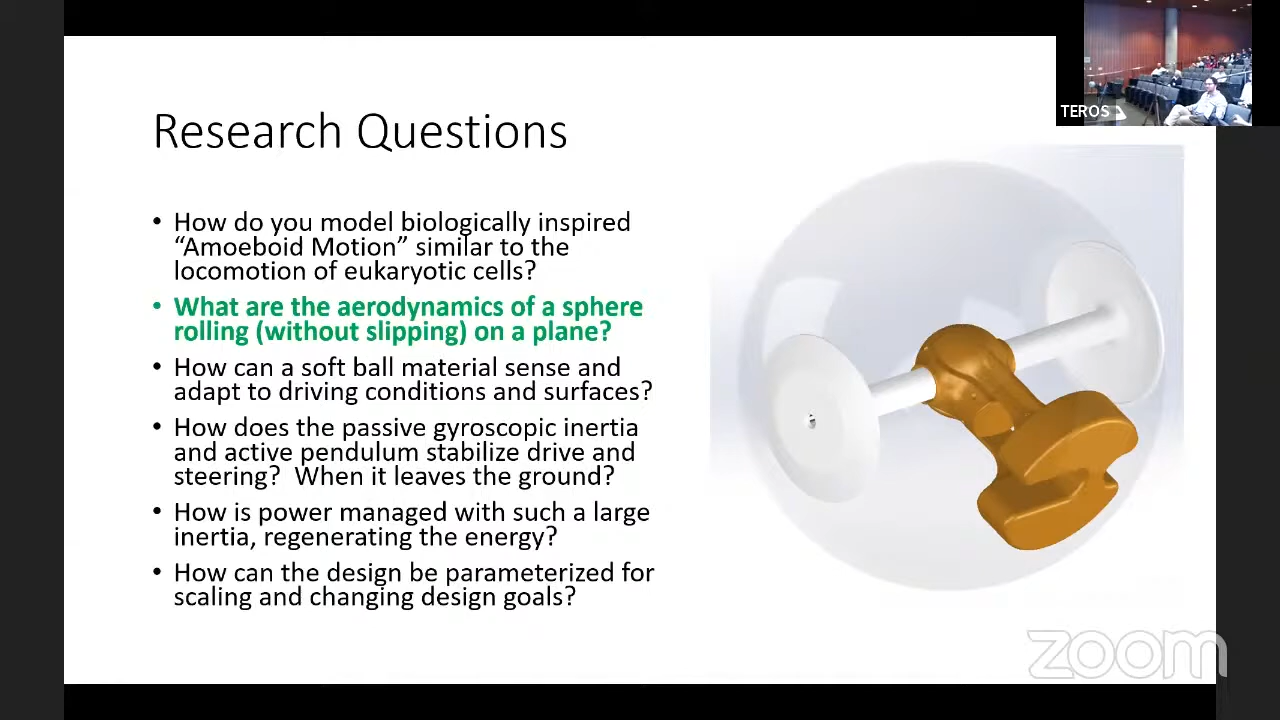 TEROS
Research Questions
• How do you model biologically inspired
“Amoeboid Motion” similar to the
locomotion of eukaryotic cells?
• What are the aerodynamics of a sphere
rolling (without slipping) on a plane?
• How can a soft ball material sense and
adapt to driving conditions and surfaces?
• How does the passive gyroscopic inertia
and active pendulum stabilize drive and
steering?  When it leaves the ground?
• How is power managed with such a large
inertia, regenerating the energy?
• How can the design be parameterized for
scaling and changing design goals?
zoom